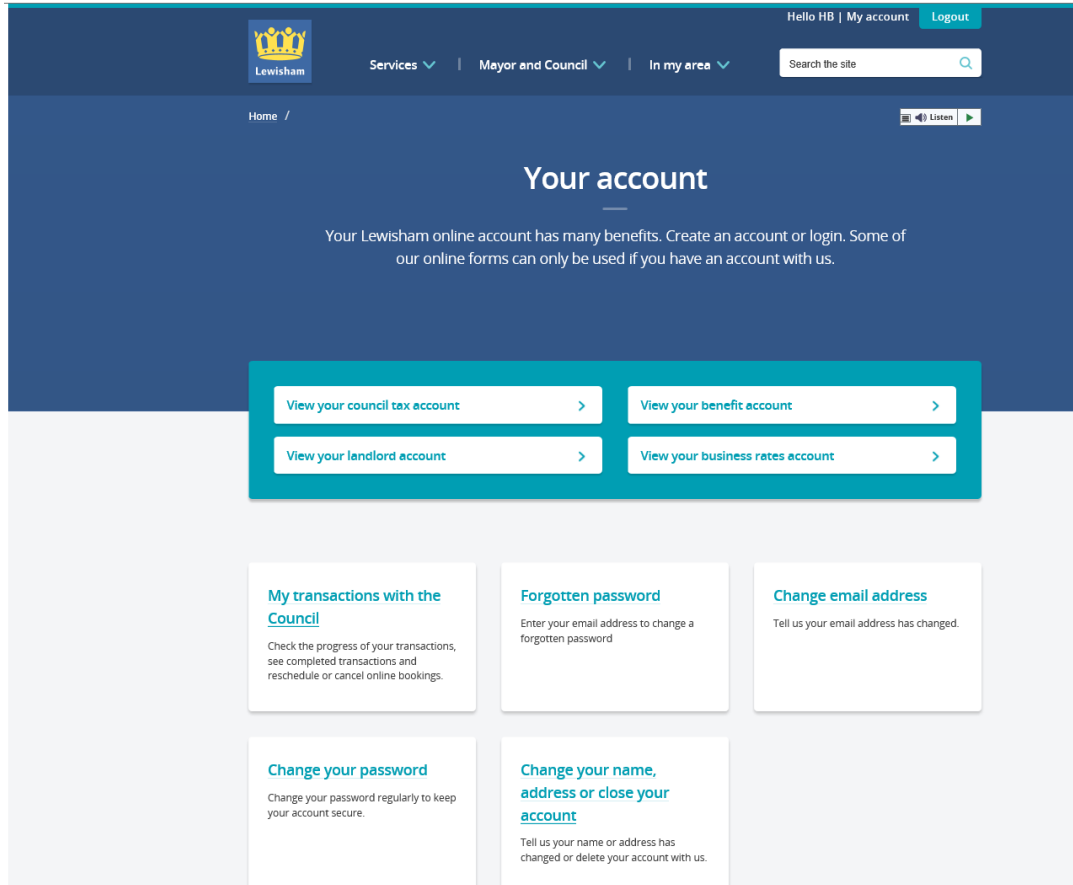 Hello HB | My account Logout
Lewisham
Services | Mayor and Council | In my area
Search the site
Home /
Listen
Your account
Your Lewisham online account has many benefits. Create an account or login. Some of
our online forms can only be used if you have an account with us.
View your council tax account
View your benefit account
View your landlord account
View your business rates account
My transactions with the
Council
Check the progress of your transactions,
see completed transactions and
reschedule or cancel online bookings.
Forgotten password
Enter your email address to change a
forgotten password
Change email address
Tell us your email address has changed.
Change your password
Change your password regularly to keep
your account secure.
Change your name,
address or close your
account
Tell us your name or address has
changed or delete your account with us.